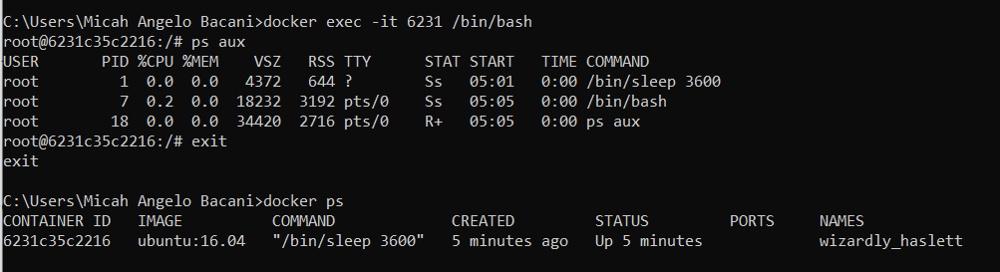 C:\Users\Micah Angelo Bacani>docker exec -it 6231 /bin/bash
root@6231c35c2216:/# ps aux
USER       PID %CPU %MEM    VSZ   RSS TTY      STAT START   TIME COMMAND
root         1  0.0  0.0   4372   644 ?        Ss   05:01   0:00 /bin/sleep 3600
root         7  0.2  0.0  18232  3192 pts/0    Ss   05:05   0:00 /bin/bash
root        18  0.0  0.0  34420  2716 pts/0    R+   05:05   0:00 ps aux
root@6231c35c2216:/# exit
exit
C:\Users\Micah Angelo Bacani>docker ps
CONTAINER ID   IMAGE          COMMAND             CREATED         STATUS         PORTS     NAMES
6231c35c2216   ubuntu:16.04   "/bin/sleep 3600"   5 minutes ago   Up 5 minutes             wizardly_haslett